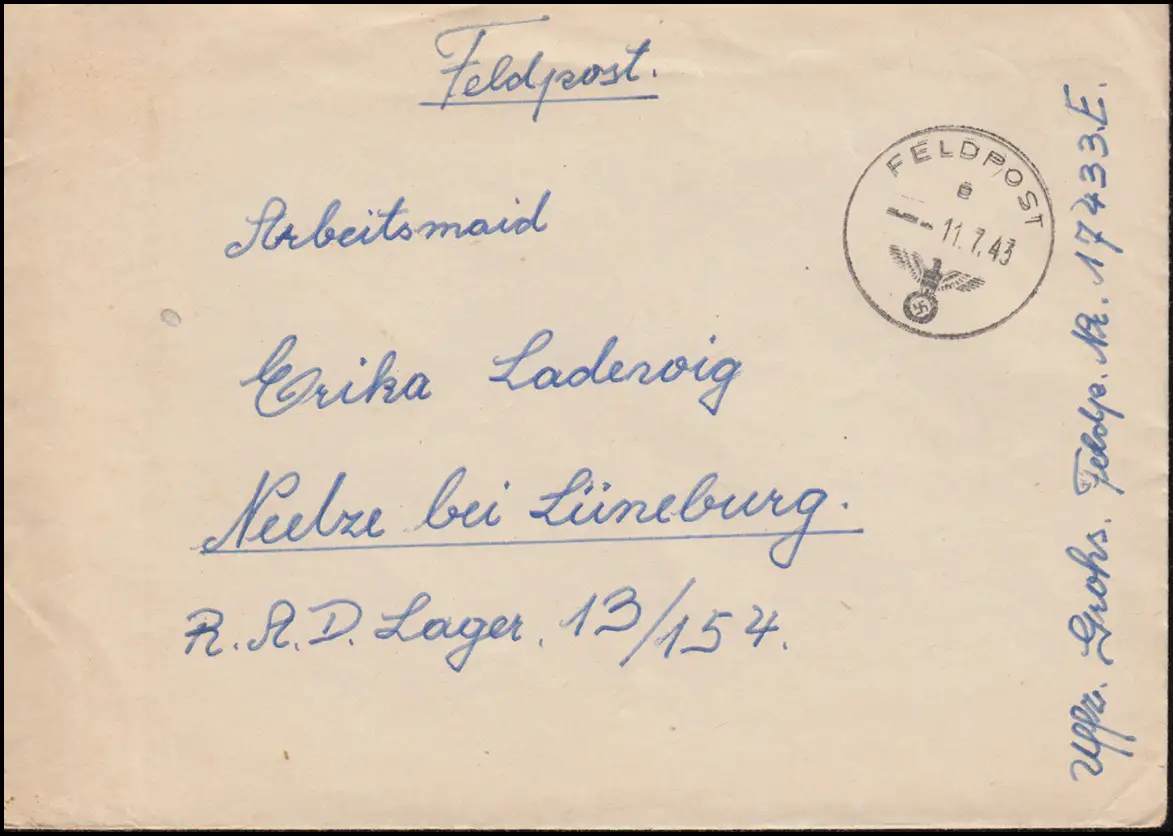 Feldpost.
Arbeitsmaid
Erika Ladewig
Neetze bei Lüneburg.
R.A.D. Lager. 13/154.
FELDPOST
11.7.43
Uffz. Grohs. Feldp. Nr. 17433.E.